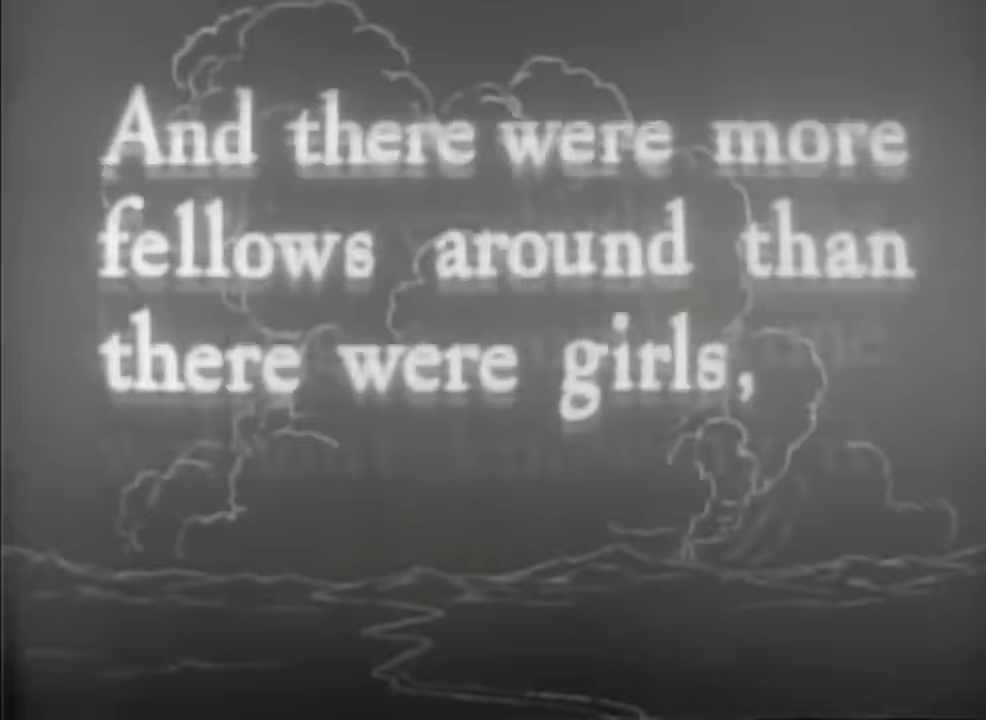 And there were more
fellows around than
there were girls,